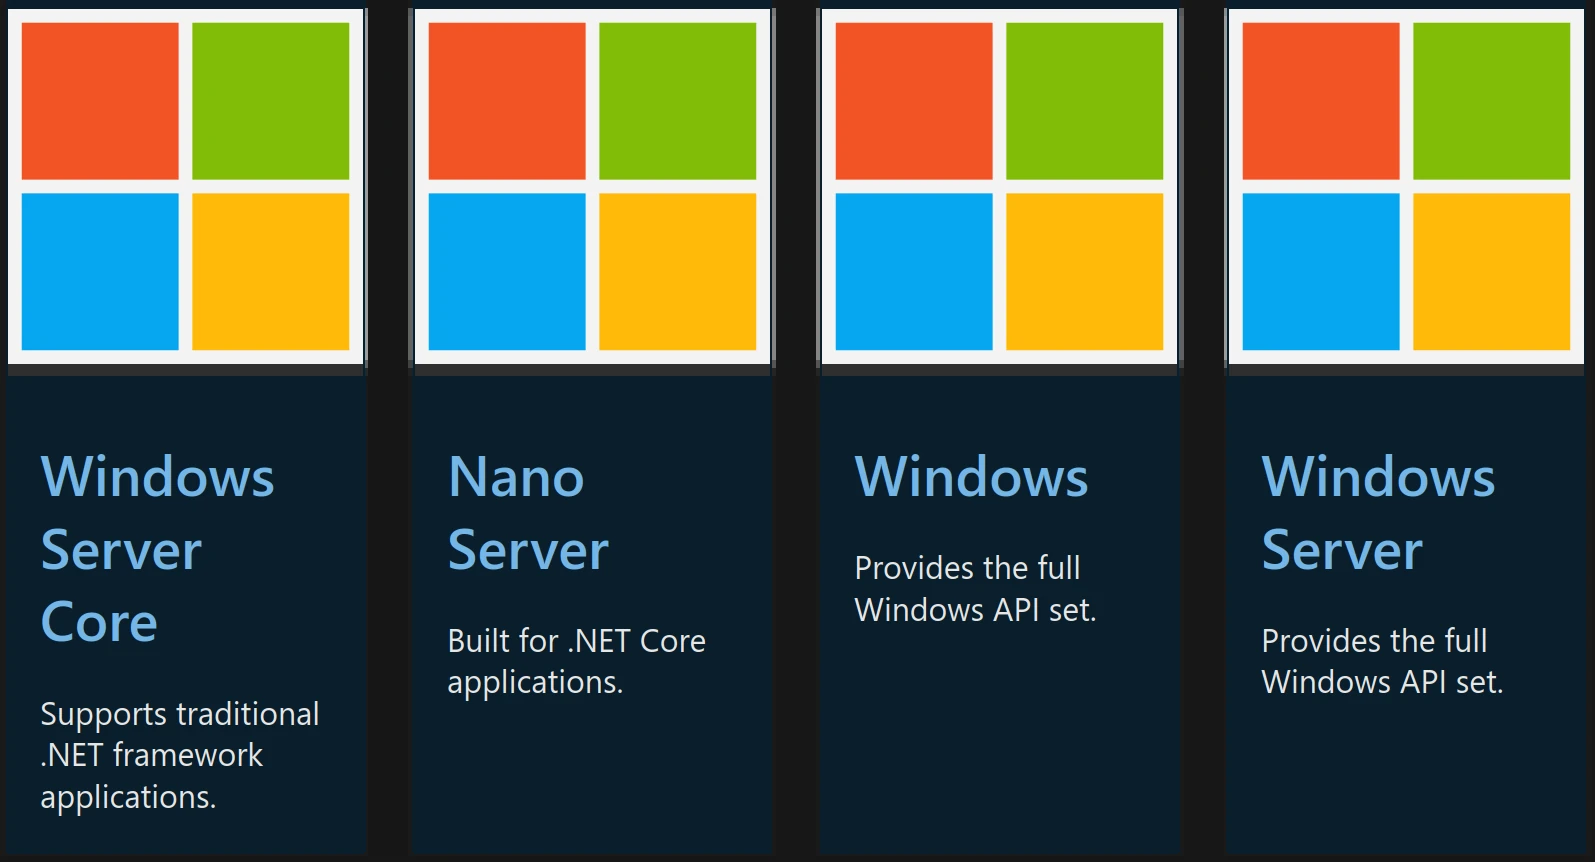 Windows
Server
Core
Supports traditional
.NET framework
applications.
Nano
Server
Built for .NET Core
applications.
Windows
Provides the full
Windows API set.
Windows
Server
Provides the full
Windows API set.